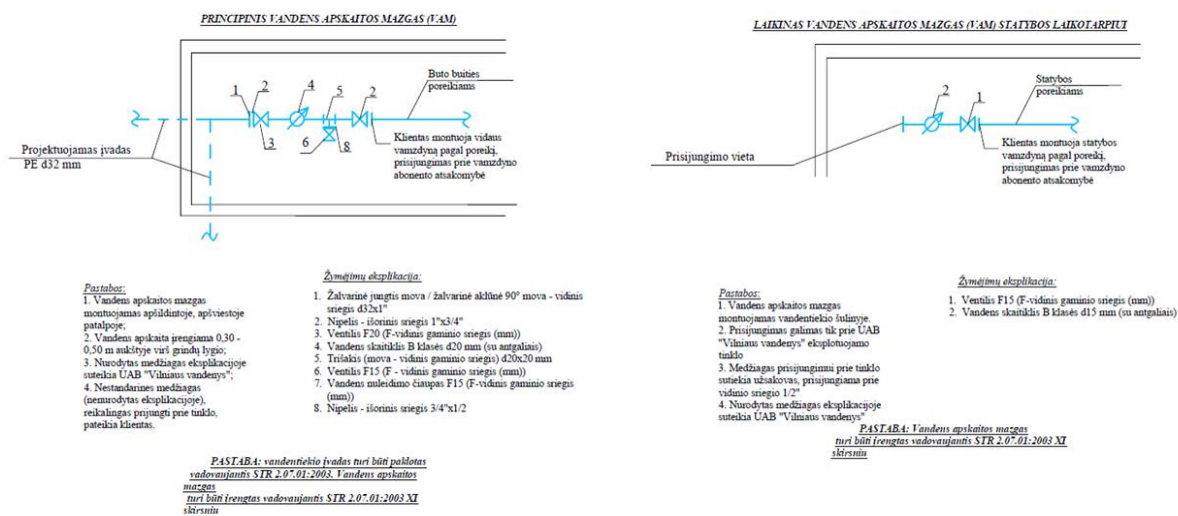 PRINCIPINIS VANDENS APSKAITOS MAZGAS (VAM)
1
2
4
5
2
3
6
8
Buto buities
poreikiams
Klientas montuoja vidaus
vamzdyną pagal poreikį,
prisijungimas prie vamzdyno
abonento atsakomybė
Projektuojamas įvadas
PE d32 mm
Pastabos:
1. Vandens apskaitos mazgas
montuojamas apšildintoje, apšviestoje
patalpoje;
2. Vandens apskaita įrengiama 0,30 -
0,50 m aukštyje virš grindų lygio;
3. Nurodytas medžiagas eksplikacijoje
suteikia UAB "Vilniaus vandenys";
4. Nestandarines medžiagas
(nenurodytas eksplikacijoje),
reikalingas prijungti prie tinklo,
pateikia klientas.
Žymėjimų eksplikacija:
1. Žalvarinė jungtis mova / žalvarinė aklūnė 90° mova - vidinis
sriegis d32x1"
2. Nipelis - išorinis sriegis 1"x3/4"
3. Ventilis F20 (F-vidinis gaminio sriegis (mm))
4. Vandens skaitiklis B klasės d20 mm (su antgaliais)
5. Trišakis (mova - vidinis gaminio sriegis) d20x20 mm
6. Ventilis F15 (F - vidinis gaminio sriegis (mm))
7. Vandens nuleidimo čiaupas F15 (F-vidinis gaminio sriegis
(mm))
8. Nipelis - išorinis sriegis 3/4"x1/2
PASTABA: vandentiekio įvadas turi būti paklotas
vadovaujantis STR 2.07.01:2003. Vandens apskaitos
mazgas
turi būti įrengtas vadovaujantis STR 2.07.01:2003 XI
skirsniu
LAIKINAS VANDENS APSKAITOS MAZGAS (VAM) STATYBOS LAIKOTARPIUI
2
1
Statybos
poreikiams
Klientas montuoja statybos
vamzdyną pagal poreikį,
prisijungimas prie vamzdyno
abonento atsakomybė
Prisijungimo vieta
Pastabos:
1. Vandens apskaitos mazgas
montuojamas vandentiekio šulinyje.
2. Prisijungimas galimas tik prie UAB
"Vilniaus vandenys" eksplotuojamo
tinklo
3. Medžiagas prisijungimui prie tinklo
sutiekia užsakovas, prisijungiama prie
vidinio sriegio 1/2"
4. Nurodytas medžiagas eksplikacijoje
suteikia UAB "Vilniaus vandenys"
Žymėjimų eksplikacija:
1. Ventilis F15 (F-vidinis gaminio sriegis (mm))
2. Vandens skaitiklis B klasės d15 mm (su antgaliais)
PASTABA: Vandens apskaitos mazgas
turi būti įrengtas vadovaujantis STR 2.07.01:2003 XI
skirsniu